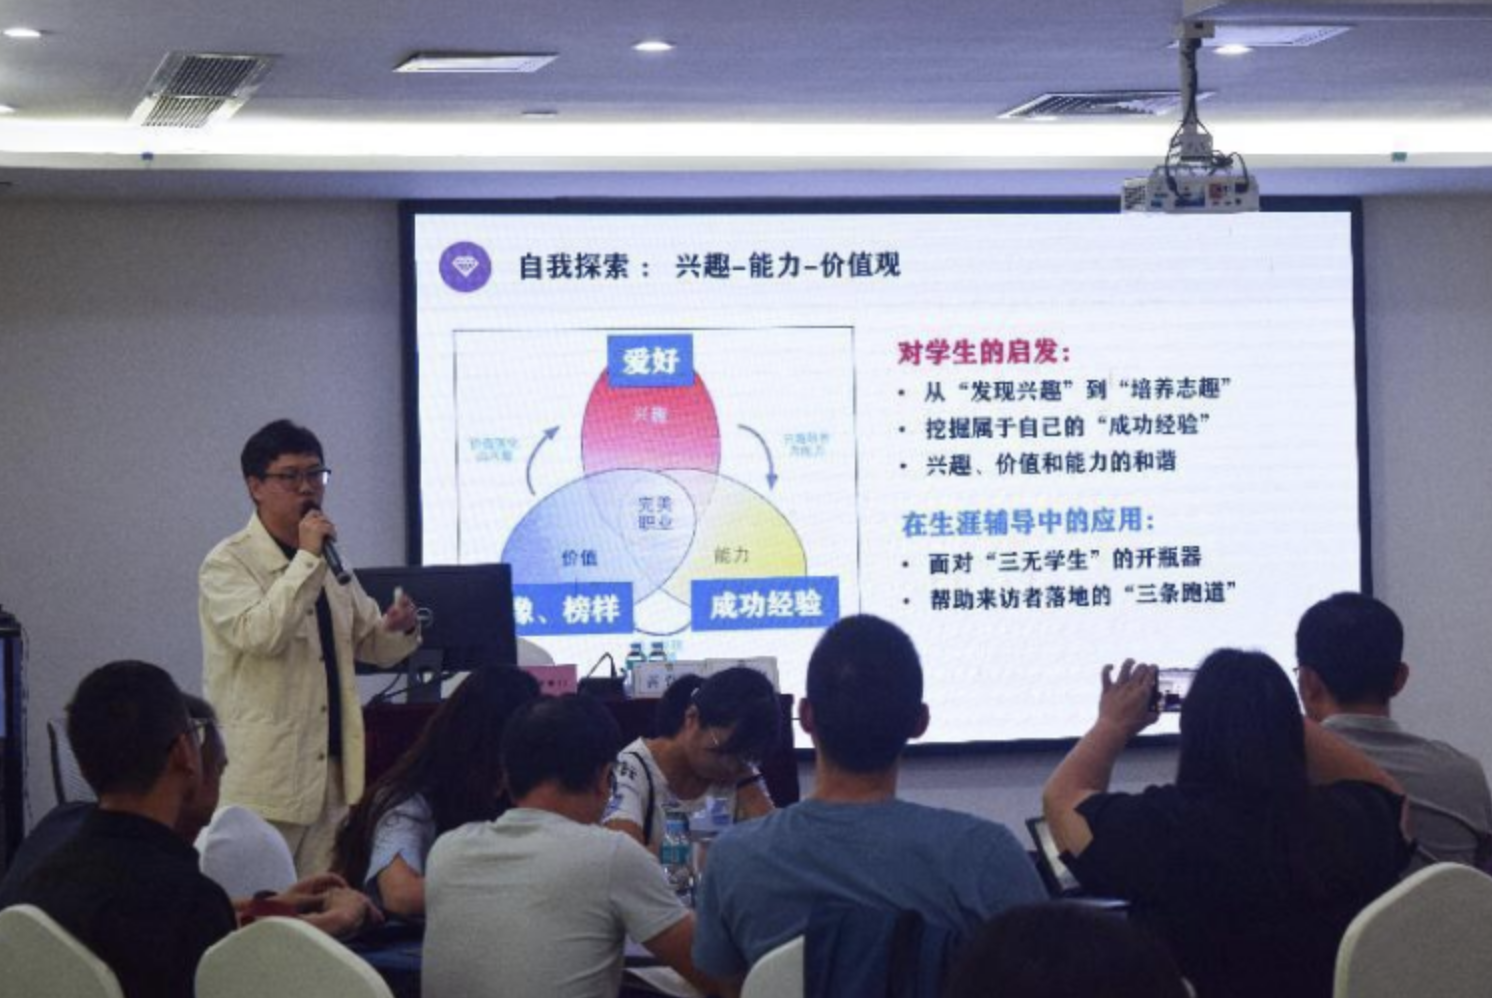 自我探索： 兴趣-能力-价值观
爱好
兴趣
完美
职业
价值
能力
像、榜样
成功经验
对学生的启发：
• 从“发现兴趣”到“培养志趣”
• 挖掘属于自己的“成功经验”
• 兴趣、价值和能力的和谐
在生涯辅导中的应用：
• 面对“三无学生”的开瓶器
• 帮助来访者落地的“三条跑道”